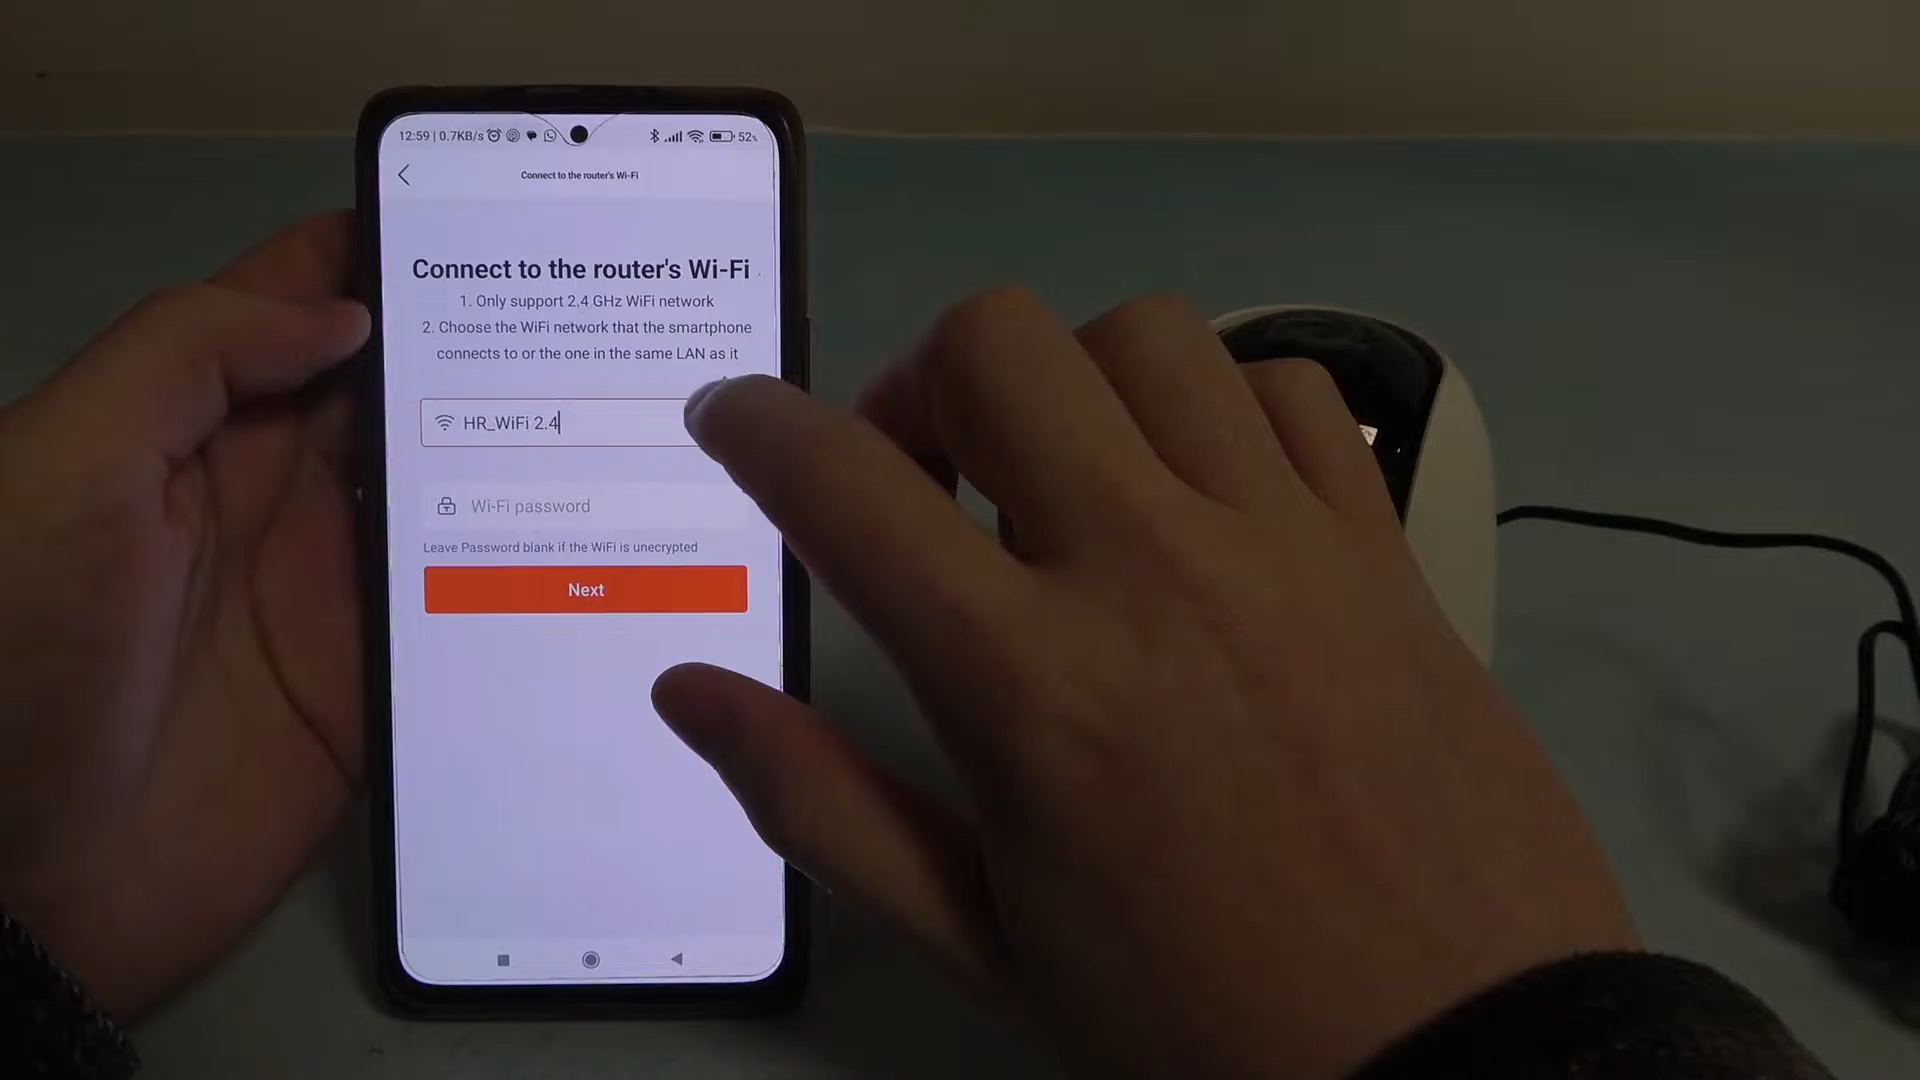 12:59 | 0.7KB/s 52%
Connect to the router's Wi-Fi
Connect to the router's Wi-Fi
1. Only support 2.4 GHz WiFi network
2. Choose the WiFi network that the smartphone
connects to or the one in the same LAN as it
HR_WiFi 2.4
Wi-Fi password
Leave Password blank if the WiFi is unecrypted
Next